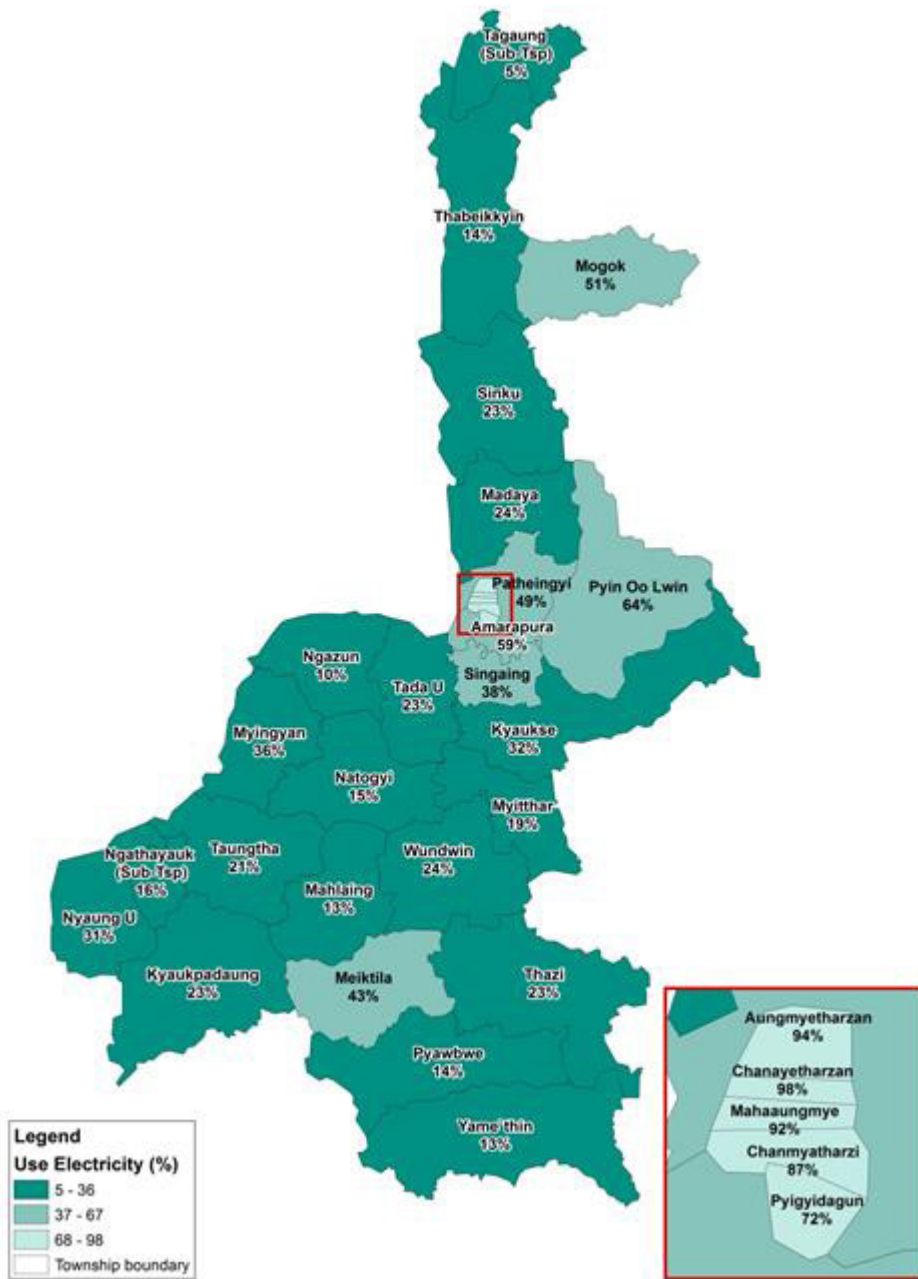 Tagaung
(Sub-Tsp)
5%
Thabeikkyin
14%
Mogok
51%
Sinku
23%
Madaya
24%
Patheingyi
49%
Pyin Oo Lwin
64%
Amarapura
59%
Ngazun
10%
Tada U
23%
Singaing
38%
Myingyan
36%
Kyaukse
32%
Natogyi
15%
Myitthar
19%
Ngathayauk
(Sub-Tsp)
16%
Taungtha
21%
Wundwin
24%
Mahlaing
13%
Nyaung U
31%
Kyaukpadaung
23%
Meiktila
43%
Thazi
23%
Pyawbwe
14%
Yame`thin
13%
Aungmyetharzan
94%
Chanayetharzan
98%
Mahaaungmye
92%
Chanmyatharzi
87%
Pyigyidagun
72%
Legend
Use Electricity (%)
5 - 36
37 - 67
68 - 98
Township boundary